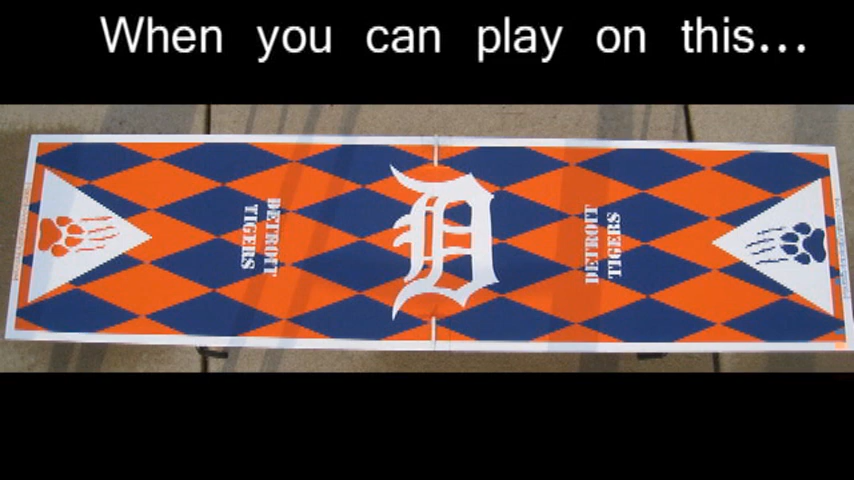 When you can play on this...
DETROIT
TIGERS
D
DETROIT
TIGERS